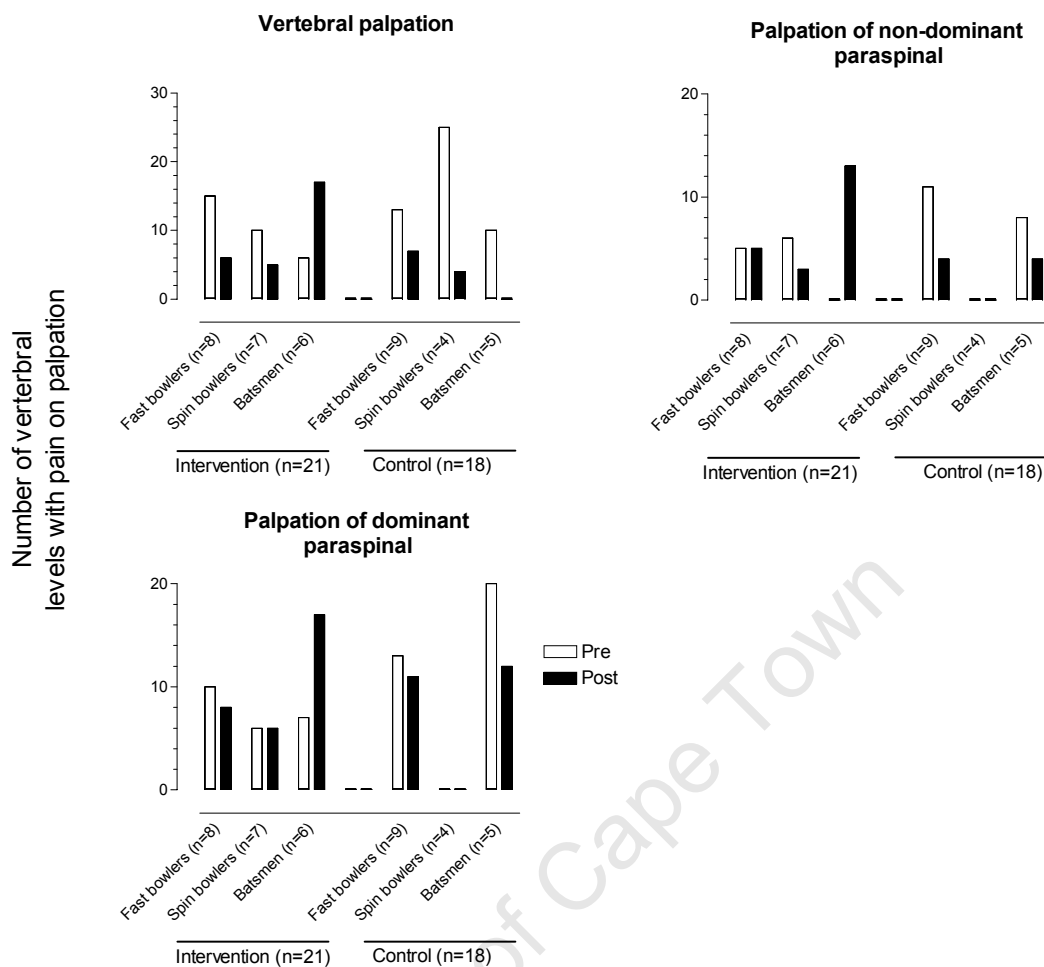 Vertebral palpation
30
20
10
0
Fast bowlers (n=8)
Spin bowlers (n=7)
Batsmen (n=6)
Fast bowlers (n=9)
Spin bowlers (n=4)
Batsmen (n=5)
Intervention (n=21)
Control (n=18)
Palpation of non-dominant
paraspinal
20
10
0
Fast bowlers (n=8)
Spin bowlers (n=7)
Batsmen (n=6)
Fast bowlers (n=9)
Spin bowlers (n=4)
Batsmen (n=5)
Intervention (n=21)
Control (n=18)
Number of vertebral
levels with pain on palpation
Palpation of dominant
paraspinal
20
10
0
Fast bowlers (n=8)
Spin bowlers (n=7)
Batsmen (n=6)
Fast bowlers (n=9)
Spin bowlers (n=4)
Batsmen (n=5)
Intervention (n=21)
Control (n=18)
Pre
Post
of Cape Town